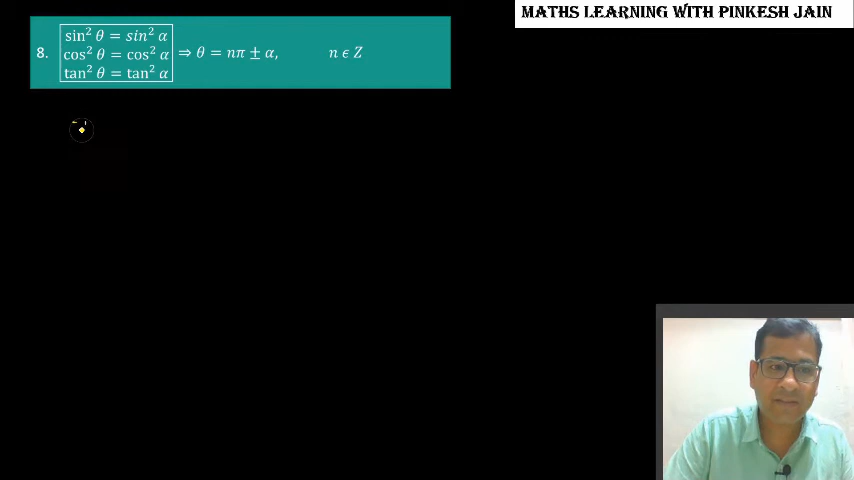 MATHS LEARNING WITH PINKESH JAIN
8. sin² θ = sin² α
cos² θ = cos² α ⇒ θ = nπ ± α, n ϵ Z
tan² θ = tan² α